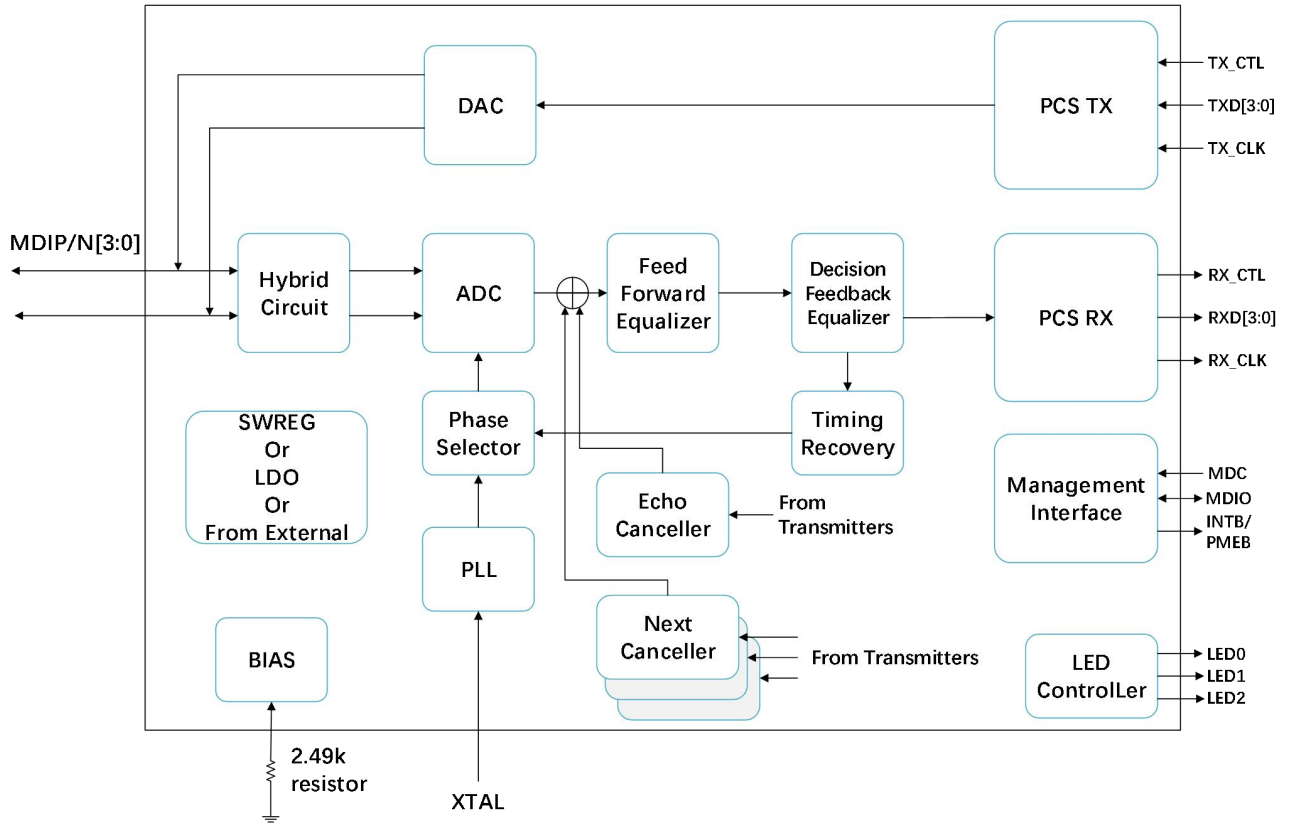 TX_CTL
DAC
PCS TX
TXD[3:0]
TX_CLK
MDIP/N[3:0]
Hybrid
Circuit
ADC
Feed
Forward
Equalizer
Decision
Feedback
Equalizer
PCS RX
RX_CTL
RXD[3:0]
RX_CLK
SWREG
Or
LDO
Or
From External
Phase
Selector
Timing
Recovery
Echo
Canceller
From
Transmitters
Management
Interface
MDC
MDIO
INTB/
PMEB
PLL
BIAS
Next
Canceller
From Transmitters
LED
ControlLer
LED0
LED1
LED2
2.49k
resistor
XTAL